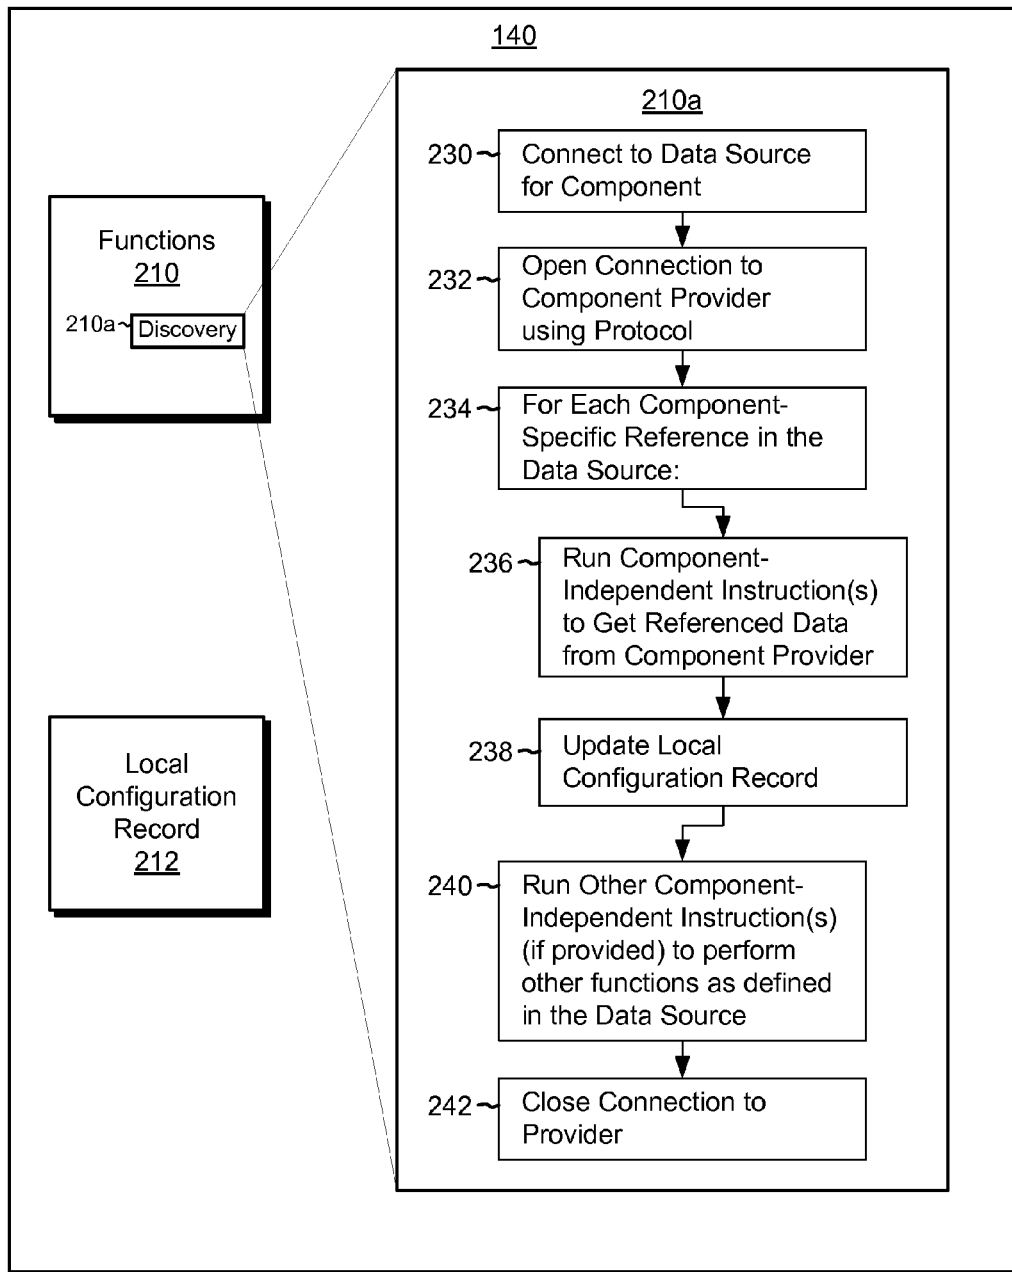 140
Functions
210
210a
Discovery
Local
Configuration
Record
212
210a
230
Connect to Data Source
for Component
232
Open Connection to
Component Provider
using Protocol
234
For Each Component-
Specific Reference in the
Data Source:
236
Run Component-
Independent Instruction(s)
to Get Referenced Data
from Component Provider
238
Update Local
Configuration Record
240
Run Other Component-
Independent Instruction(s)
(if provided) to perform
other functions as defined
in the Data Source
242
Close Connection to
Provider